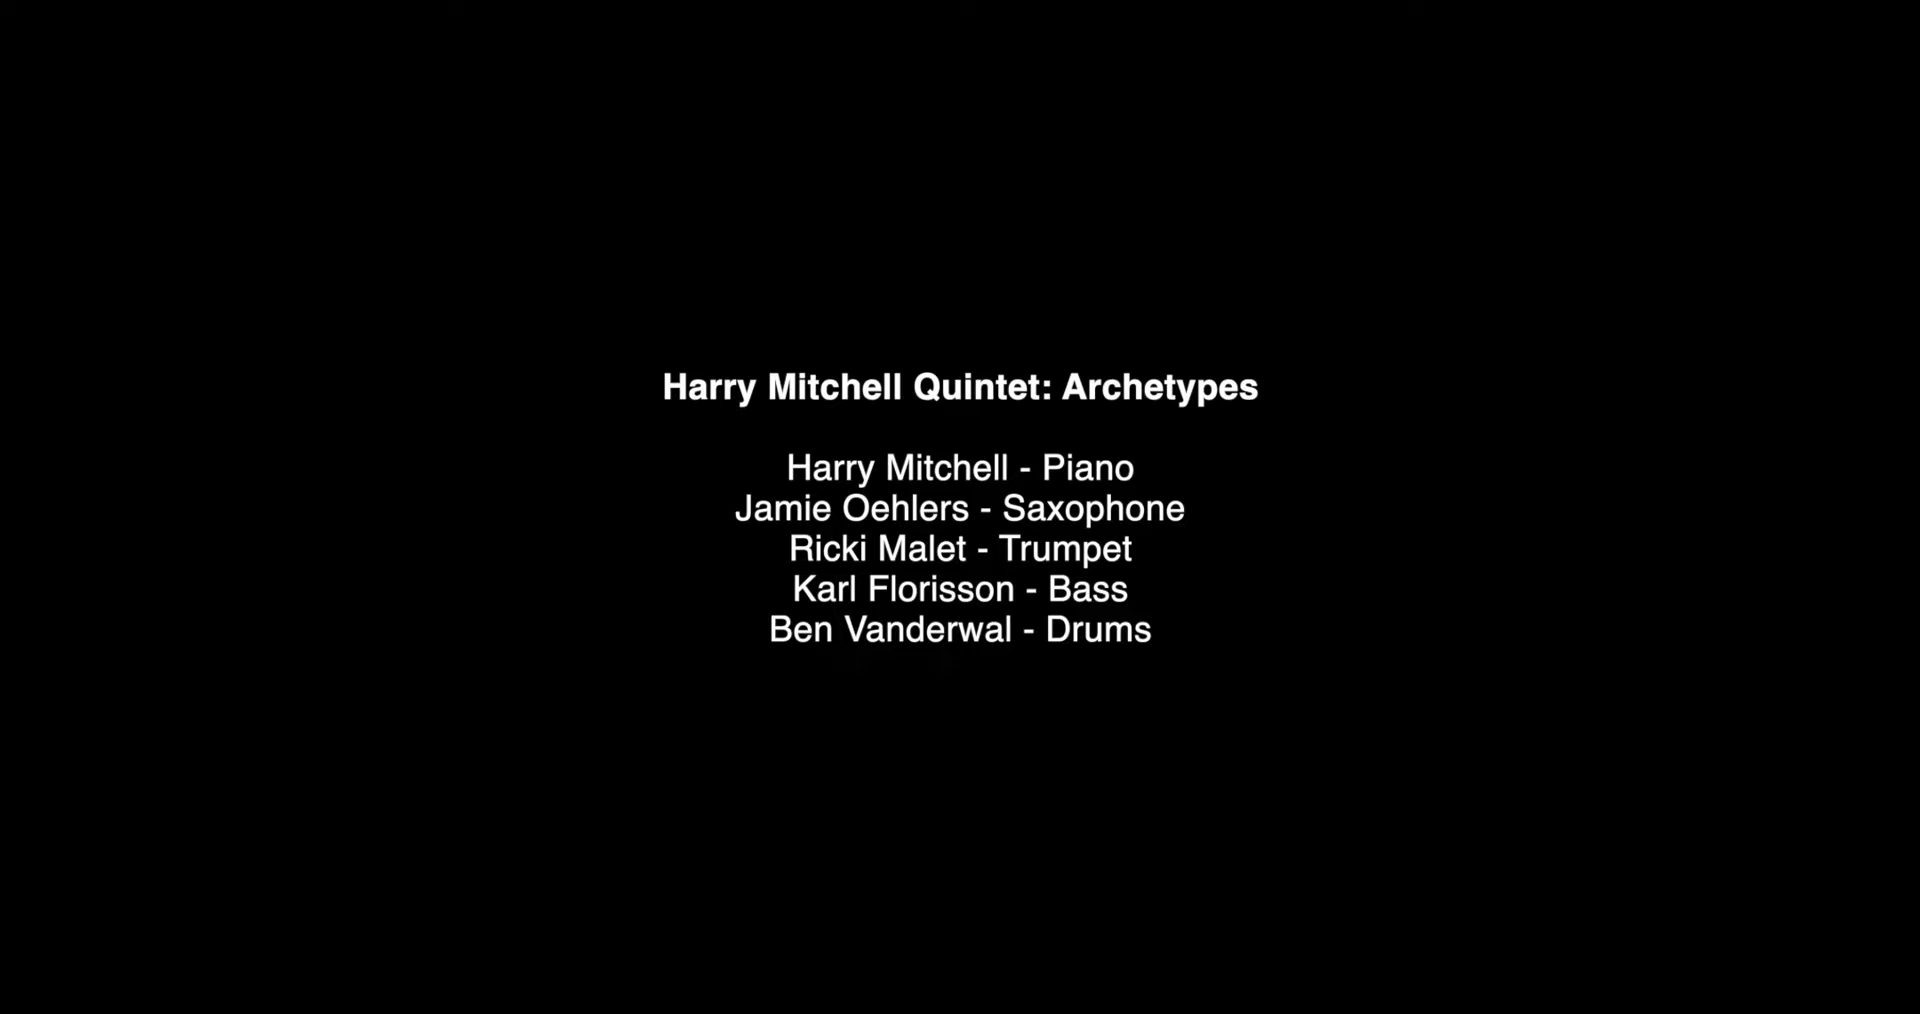 Harry Mitchell Quintet: Archetypes
Harry Mitchell - Piano
Jamie Oehlers - Saxophone
Ricki Malet - Trumpet
Karl Florisson - Bass
Ben Vanderwal - Drums